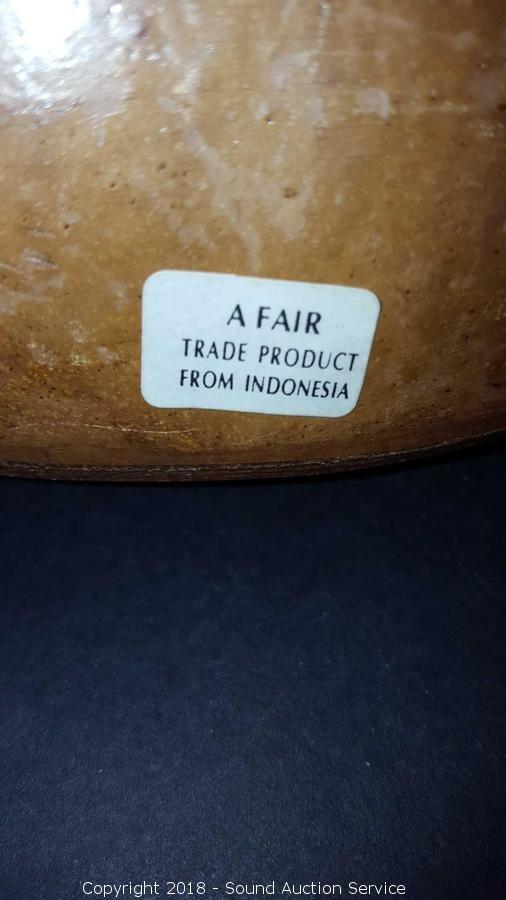 A FAIR
TRADE PRODUCT
FROM INDONESIA
Copyright 2018 - Sound Auction Service